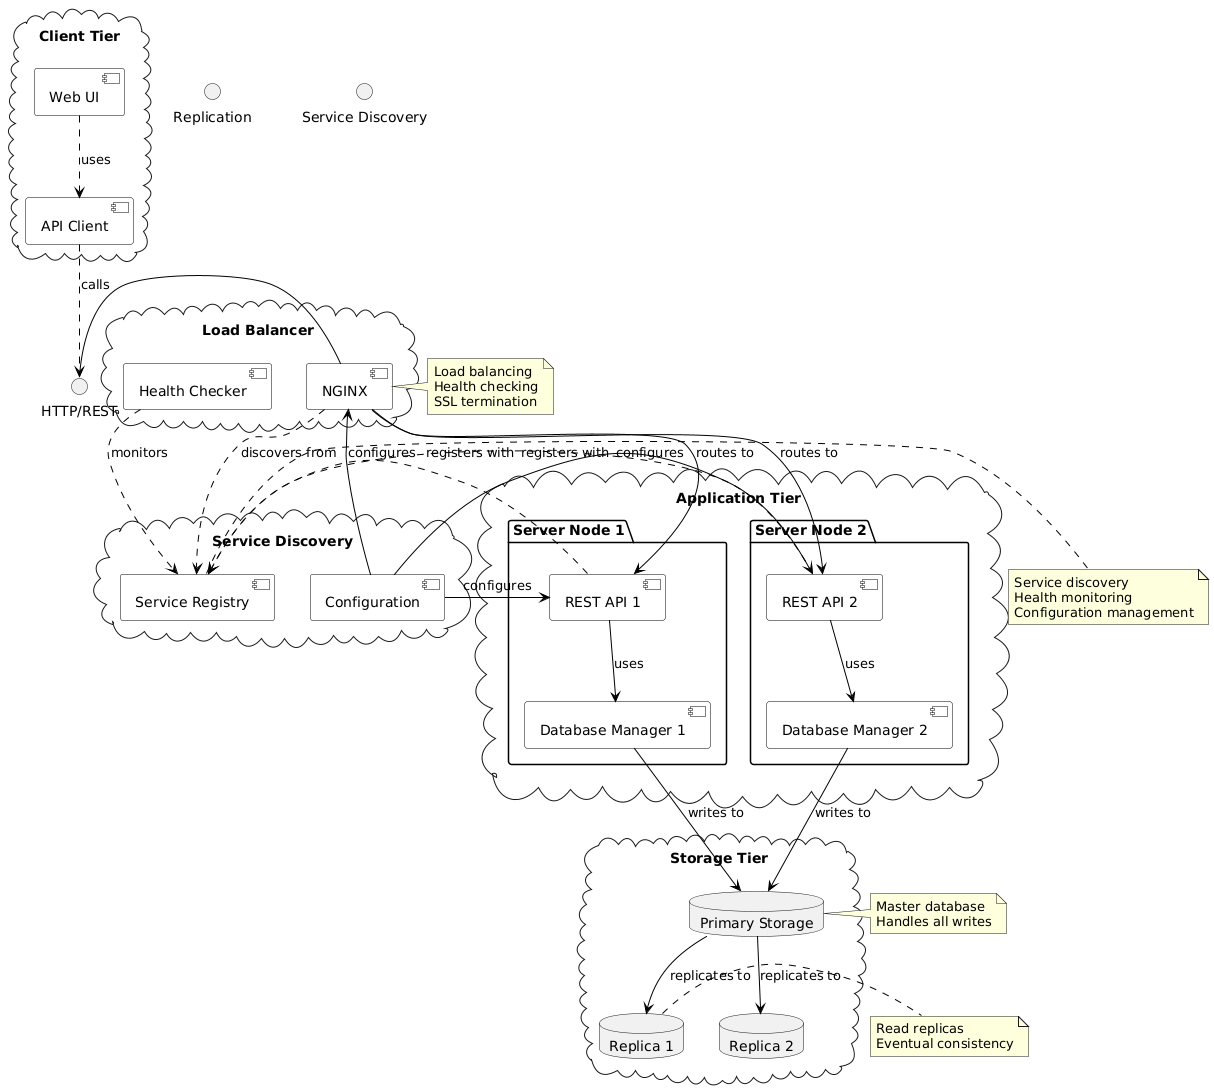 Client Tier
Web UI
Replication
Service Discovery
uses
API Client
calls
Load Balancer
Health Checker
NGINX
Load balancing
Health checking
SSL termination
HTTP/REST
monitors
discovers from
configures
registers with
registers with
configures
routes to
routes to
Application Tier
Service Discovery
Server Node 1
Server Node 2
Service Registry
Configuration
configures
REST API 1
REST API 2
Service discovery
Health monitoring
Configuration management
uses
uses
Database Manager 1
Database Manager 2
writes to
writes to
Storage Tier
Primary Storage
Master database
Handles all writes
replicates to
replicates to
Replica 1
Replica 2
Read replicas
Eventual consistency